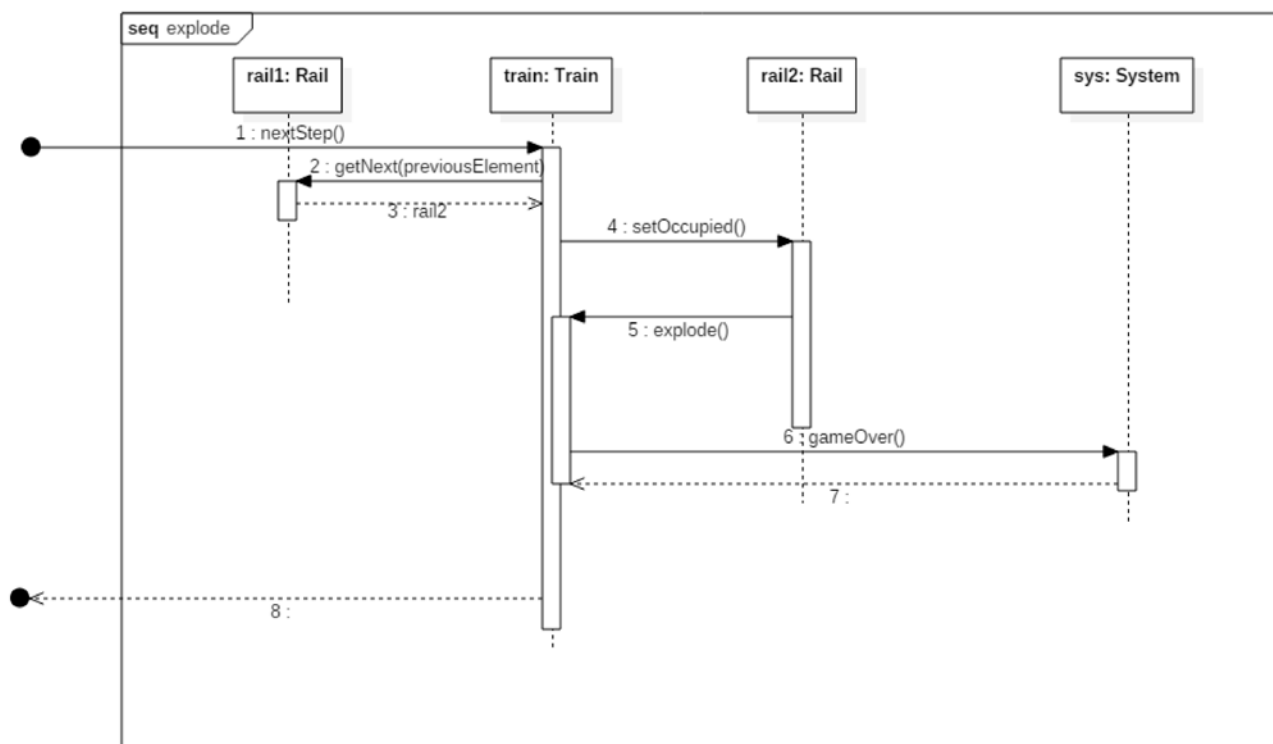 seq explode
rail1: Rail
train: Train
rail2: Rail
sys: System
1 : nextStep()
2 : getNext(previousElement)
3 : rail2
4 : setOccupied()
5 : explode()
6 : gameOver()
7 :
8 :